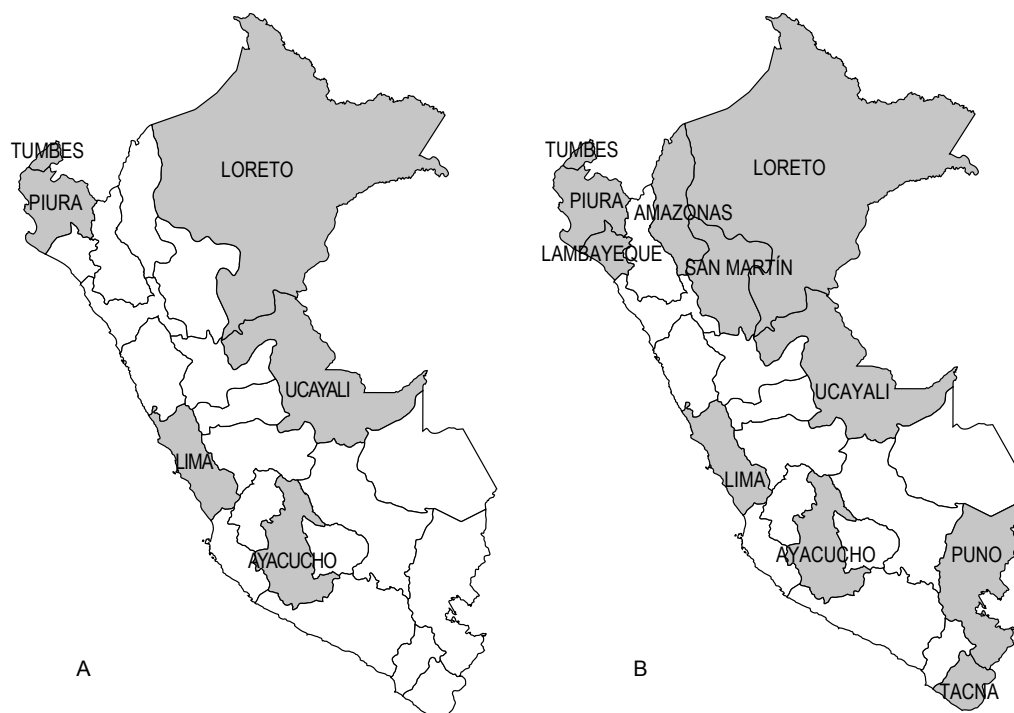 TUMBES
LORETO
PIURA
UCAYALI
LIMA
AYACUCHO
A
TUMBES
LORETO
PIURA
AMAZONAS
LAMBAYEQUE
SAN MARTÍN
UCAYALI
LIMA
AYACUCHO
PUNO
B
TACNA